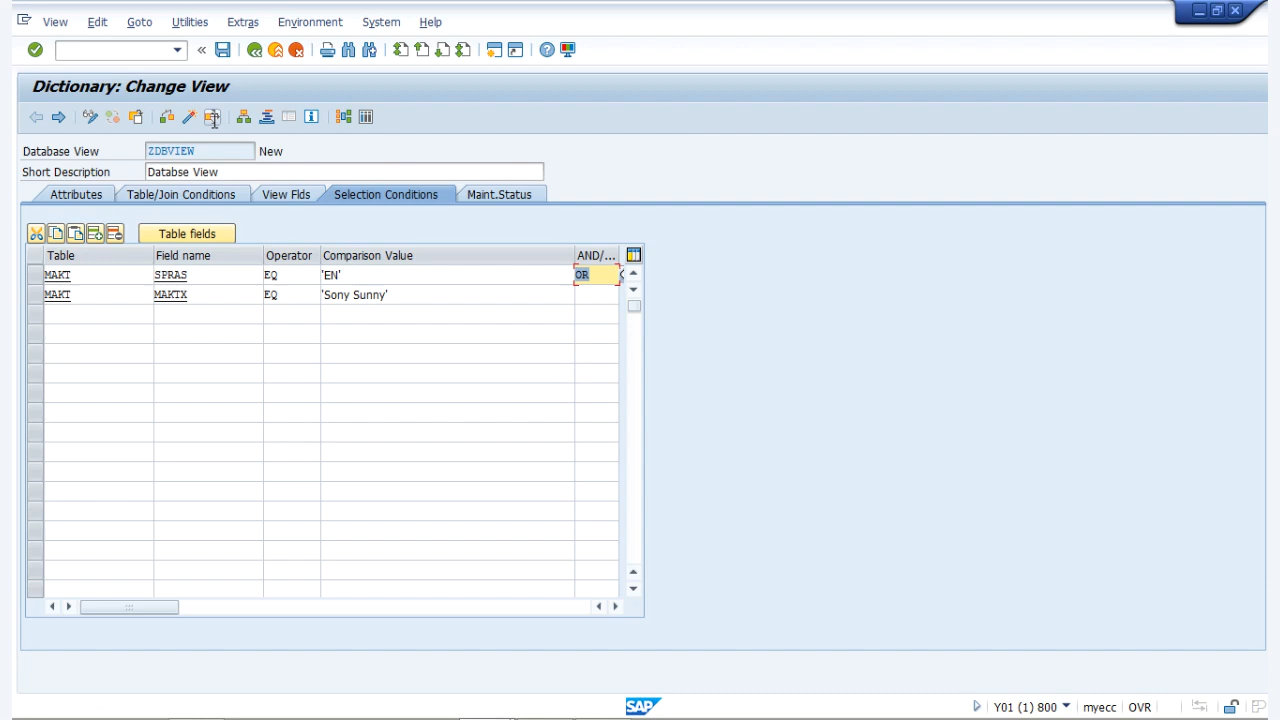 View Edit Goto Utilities Extras Environment System Help
Dictionary: Change View
Database View ZDBVIEW New
Short Description Databse View
Attributes Table/Join Conditions View Flds Selection Conditions Maint.Status
Table fields
Table Field name Operator Comparison Value AND/...
MAKT SPRAS EQ 'EN' OR
MAKT MAKTX EQ 'Sony Sunny'
SAP Y01 (1) 800 myecc OVR